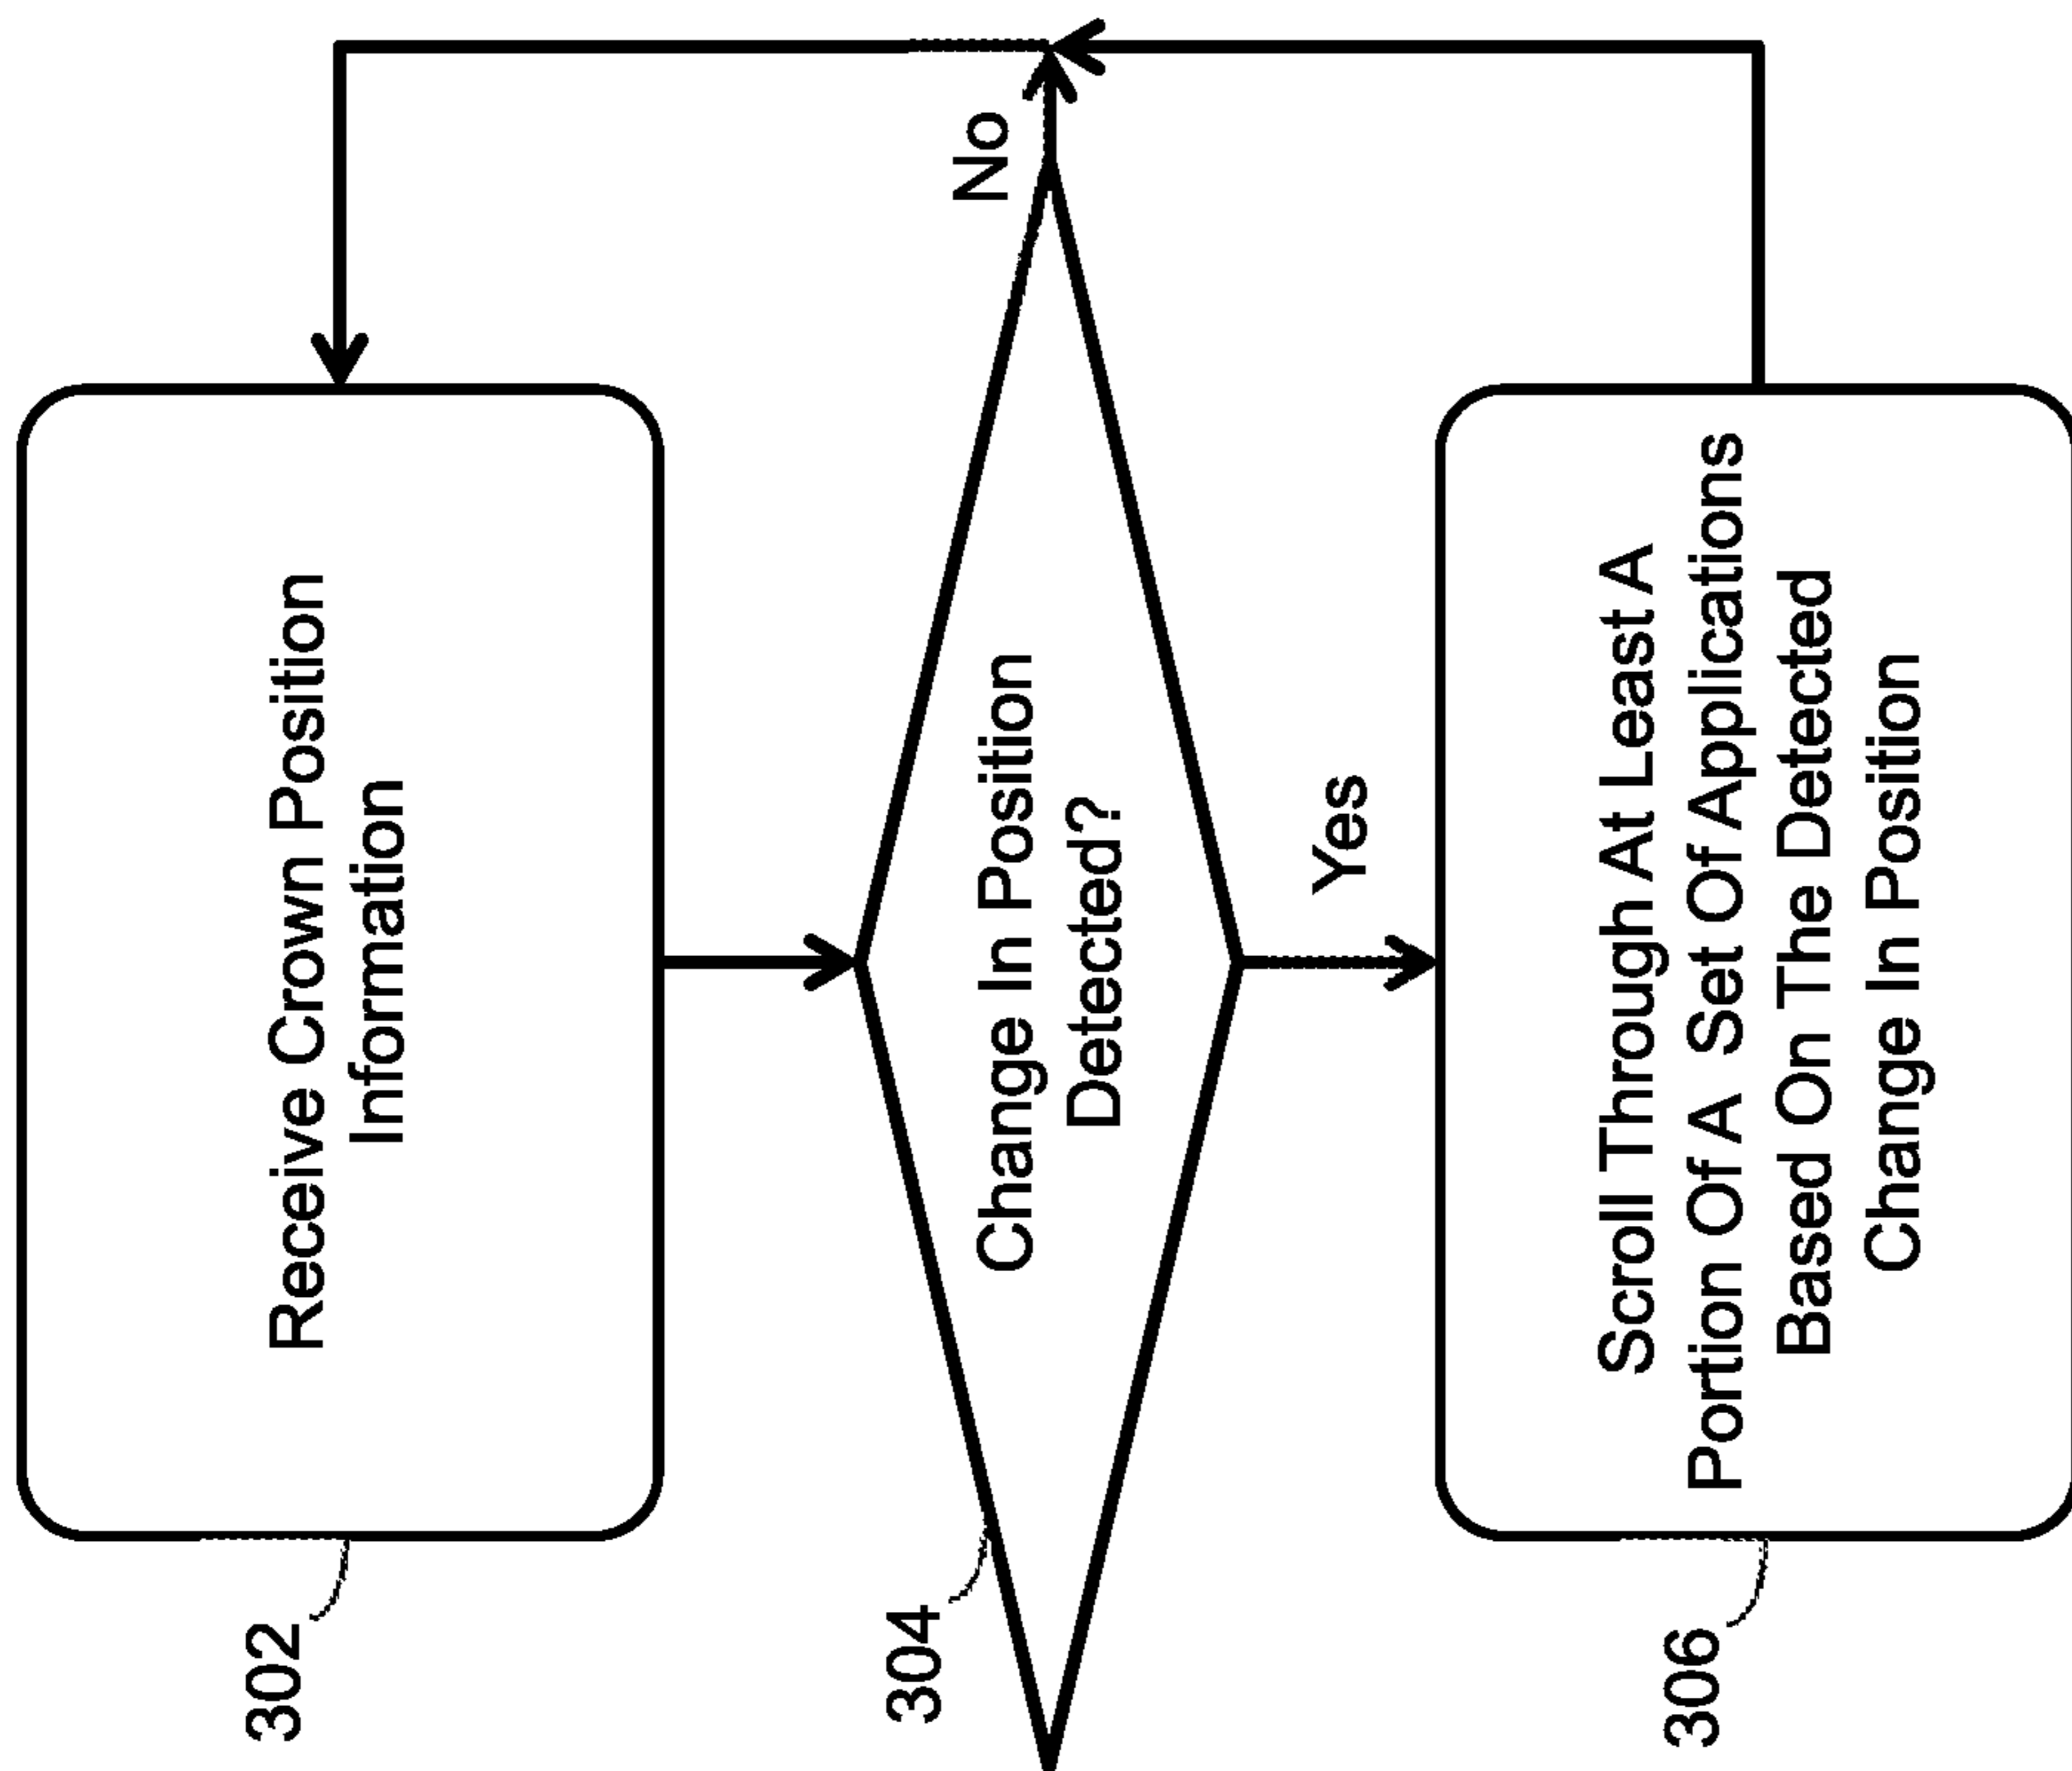 302
Receive Crown Position
Information
304
Change In Position
Detected?
No
Yes
306
Scroll Through At Least A
Portion Of A Set Of Applications
Based On The Detected
Change In Position